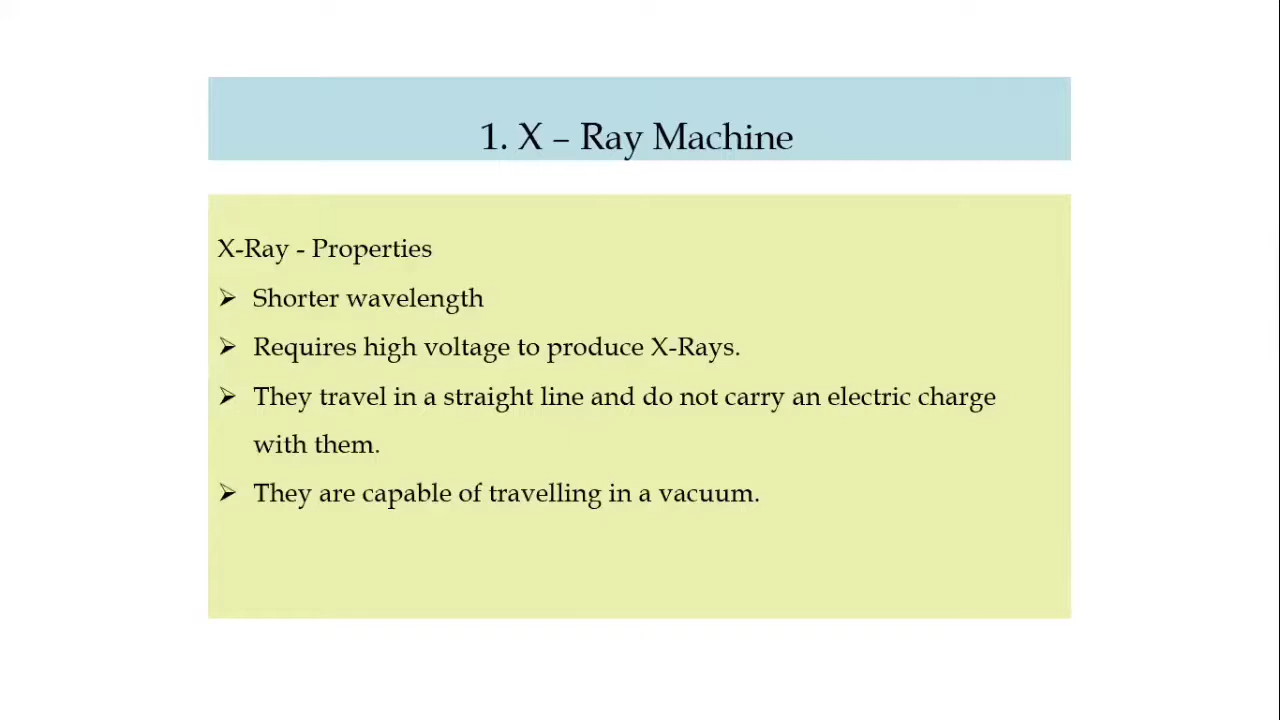 1. X – Ray Machine
X-Ray - Properties
➢ Shorter wavelength
➢ Requires high voltage to produce X-Rays.
➢ They travel in a straight line and do not carry an electric charge
with them.
➢ They are capable of travelling in a vacuum.